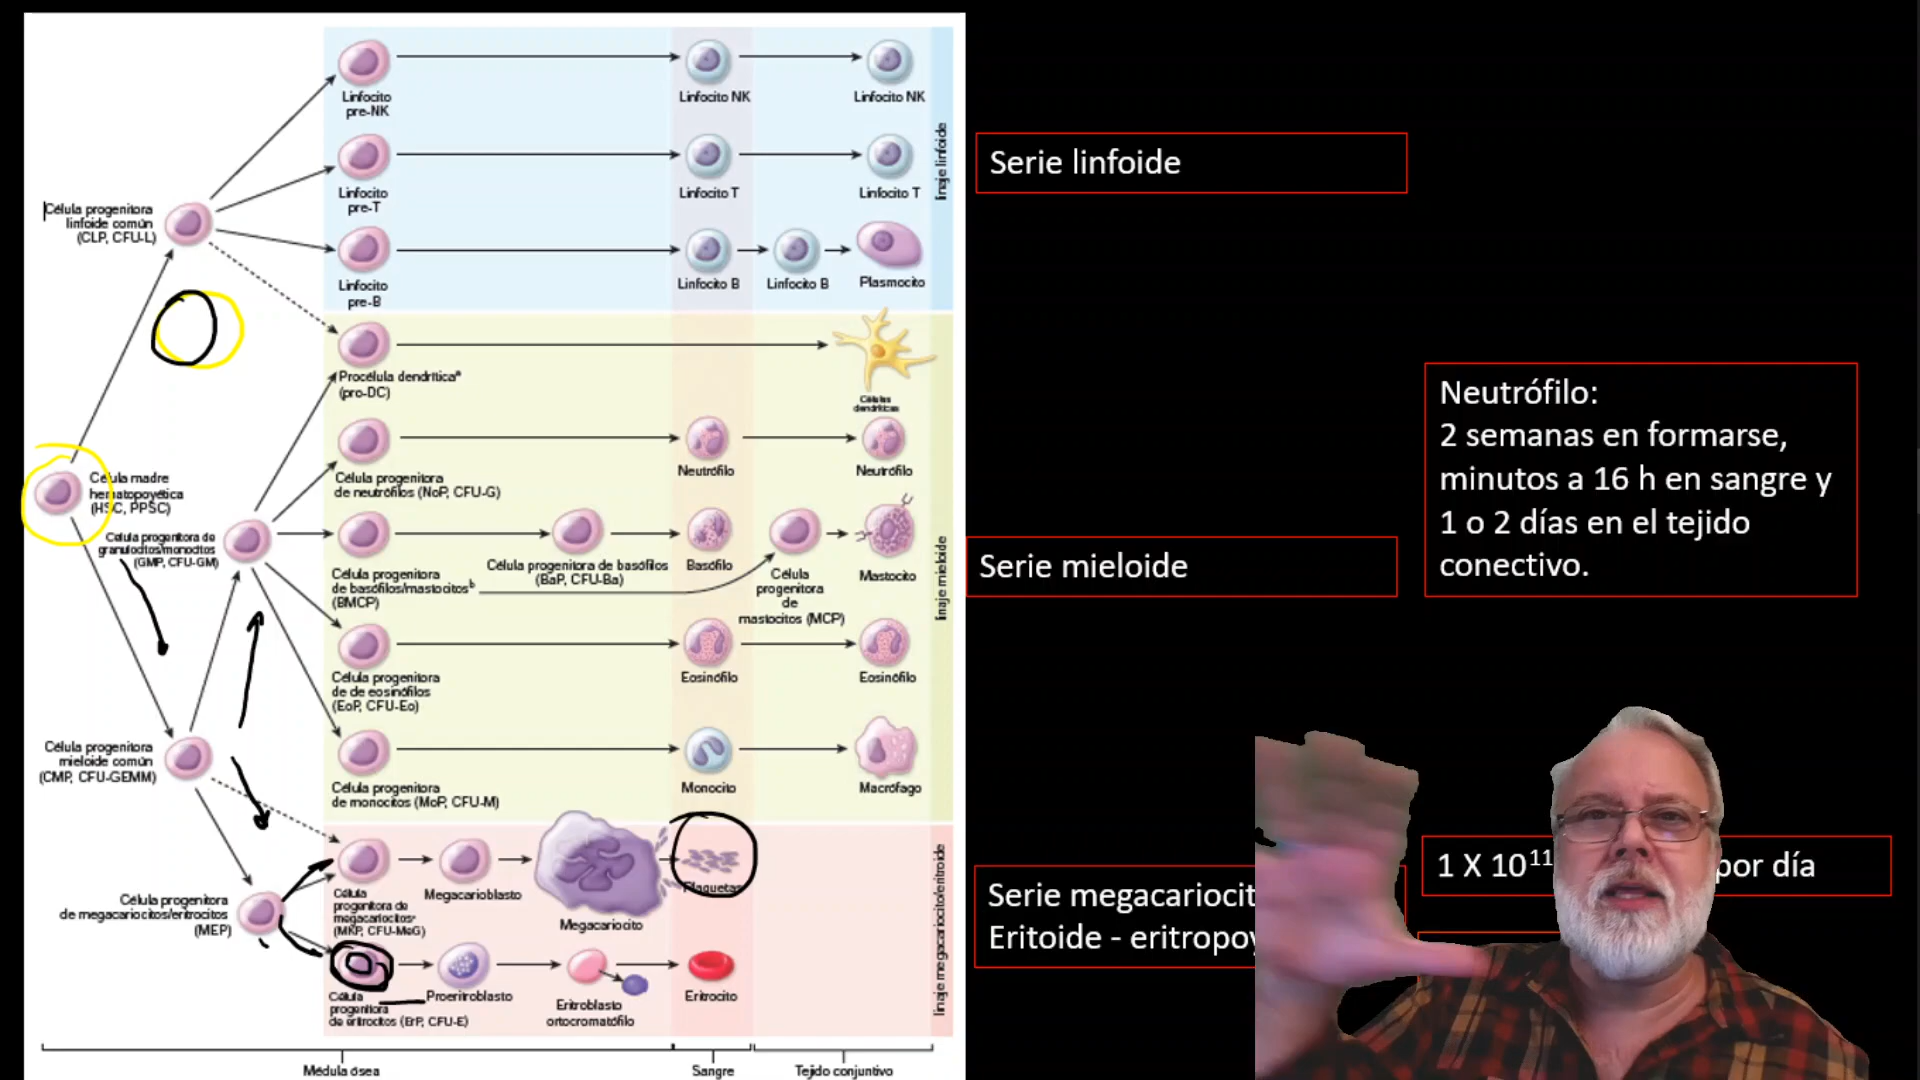 Linfocito
pre-NK
Linfocito NK
Linfocito NK
Linfocito
pre-T
Linfocito T
Linfocito T
Célula progenitora
linfoide común
(CLP, CFU-L)
Linfocito
pre-B
Linfocito B
Linfocito B
Plasmocito
linaje linfoide
Procélula dendríticaª
(pro-DC)
Células
dendríticas
Célula progenitora
de neutrófilos (NoP, CFU-G)
Neutrófilo
Neutrófilo
Célula madre
hematopoyética
(HSC, PPSC)
Célula progenitora de
granulocitos/monocitos
(GMP, CFU-GM)
Célula progenitora
de basófilos/mastocitosᵇ
(BMCP)
Célula progenitora de basófilos
(BaP, CFU-Ba)
Basófilo
Célula
progenitora
de
mastocitos (MCP)
Mastocito
linaje mieloide
Célula progenitora
de de eosinófilos
(EoP, CFU-Eo)
Eosinófilo
Eosinófilo
Célula progenitora
mieloide común
(CMP, CFU-GEMM)
Célula progenitora
de monocitos (MoP, CFU-M)
Monocito
Macrófago
Célula progenitora
de megacariocitos/eritrocitos
(MEP)
Célula
progenitora de
megacariocitos
(MKP, CFU-MeG)
Megacarioblasto
Megacariocito
Plaquetas
Célula
progenitora
de eritrocitos (ErP, CFU-E)
Proeritroblasto
Eritroblasto
ortocromatófilo
Eritrocito
linaje megacariocito/eritroide
Médula ósea
Sangre
Tejido conjuntivo
Serie linfoide
Serie mieloide
Neutrófilo:
2 semanas en formarse,
minutos a 16 h en sangre y
1 o 2 días en el tejido
conectivo.
Serie megacariocit
Eritoide - eritropoy
1 X 10¹¹ por día